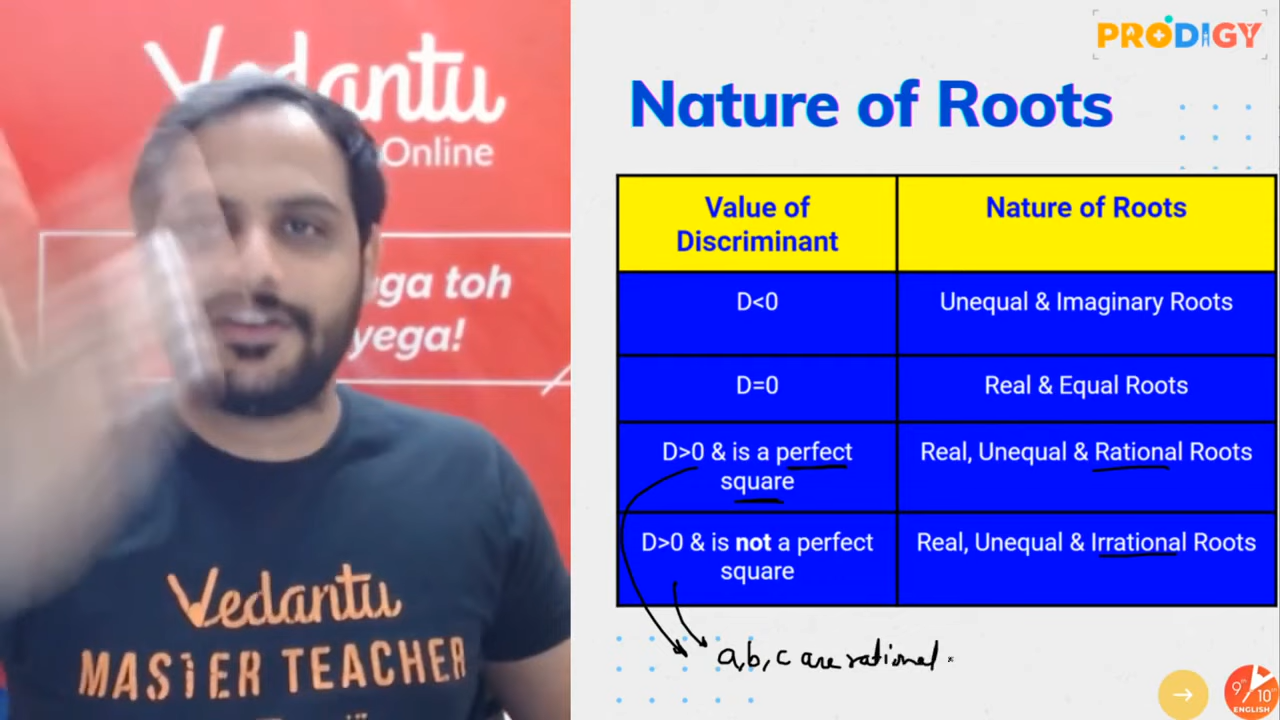 Vedantu
Online
ga toh
yega!
Vedantu
MASTER TEACHER
PRODIGY
Nature of Roots
Value of Discriminant
Nature of Roots
D<0
Unequal & Imaginary Roots
D=0
Real & Equal Roots
D>0 & is a perfect
square
Real, Unequal & Rational Roots
D>0 & is not a perfect
square
Real, Unequal & Irrational Roots
a,b,c are rational
9th
10th
ENGLISH